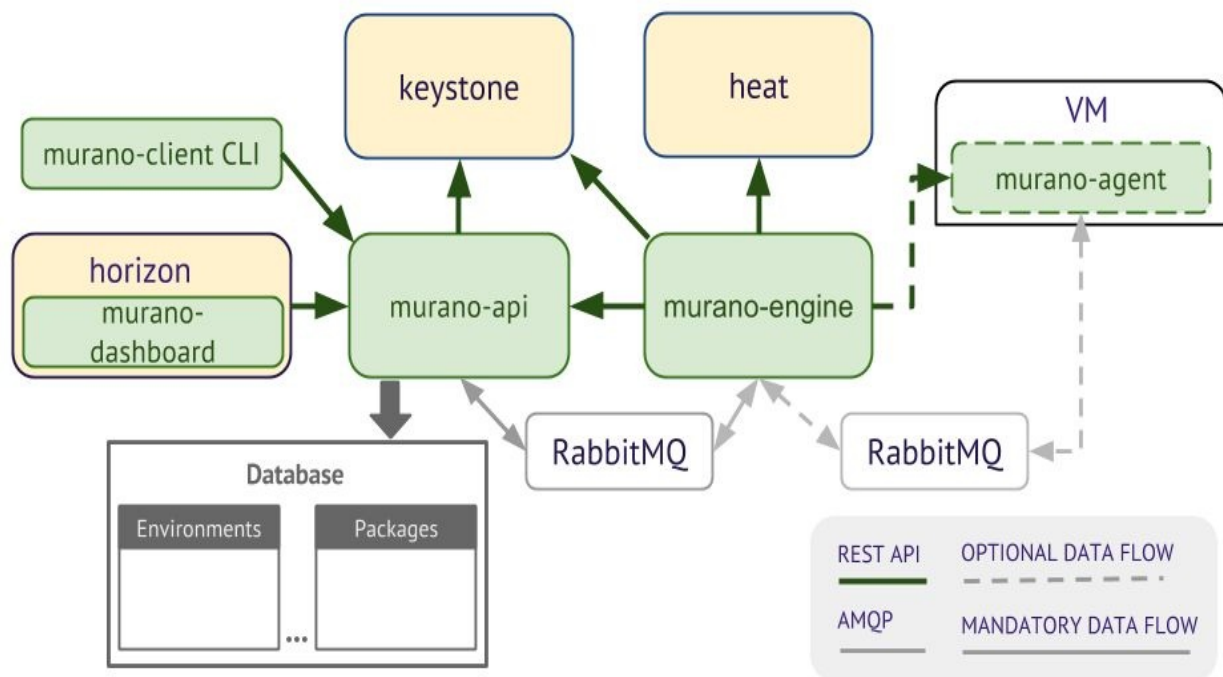 keystone
heat
VM
murano-client CLI
murano-agent
horizon
murano-
dashboard
murano-api
murano-engine
RabbitMQ
RabbitMQ
Database
Environments
Packages
...
REST API
OPTIONAL DATA FLOW
AMQP
MANDATORY DATA FLOW